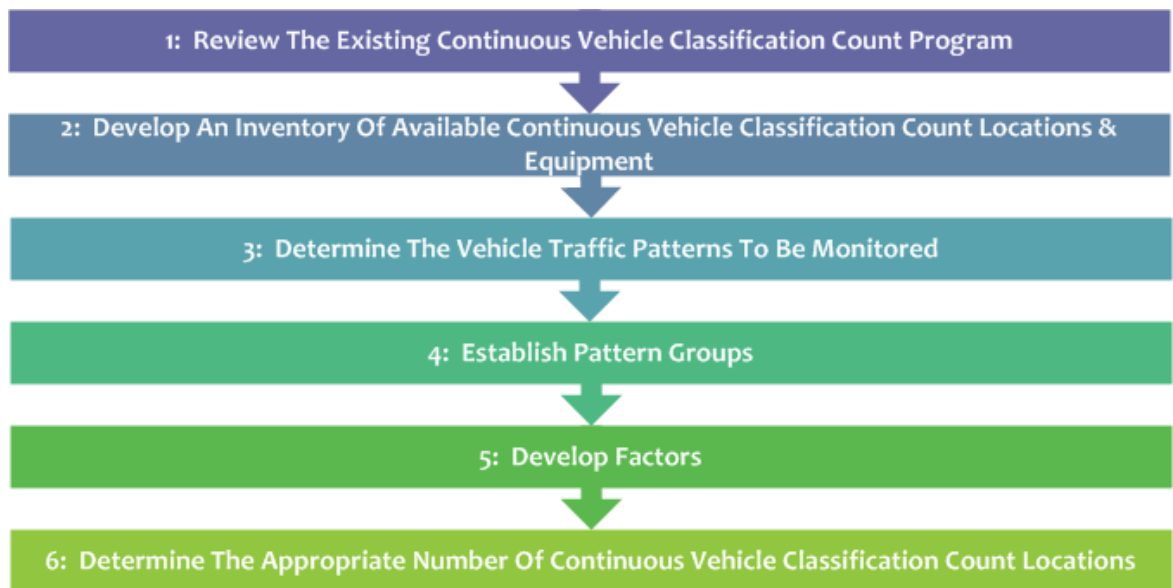 1: Review The Existing Continuous Vehicle Classification Count Program
2: Develop An Inventory Of Available Continuous Vehicle Classification Count Locations &
Equipment
3: Determine The Vehicle Traffic Patterns To Be Monitored
4: Establish Pattern Groups
5: Develop Factors
6: Determine The Appropriate Number Of Continuous Vehicle Classification Count Locations